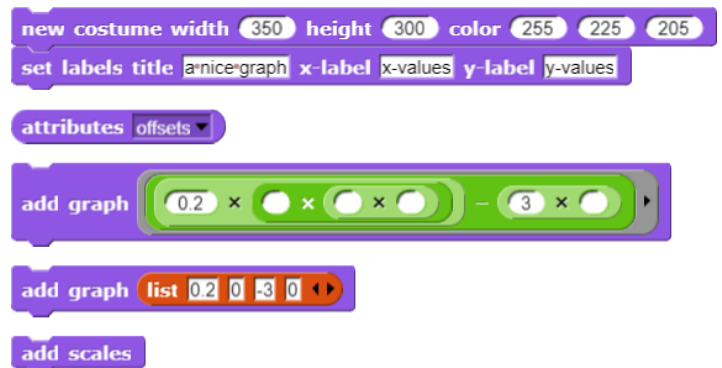 new costume width 350 height 300 color 255 225 205
set labels title a nice graph x-label x-values y-label y-values
attributes offsets
add graph 0.2 × × × − 3 ×
add graph list 0.2 0 -3 0
add scales